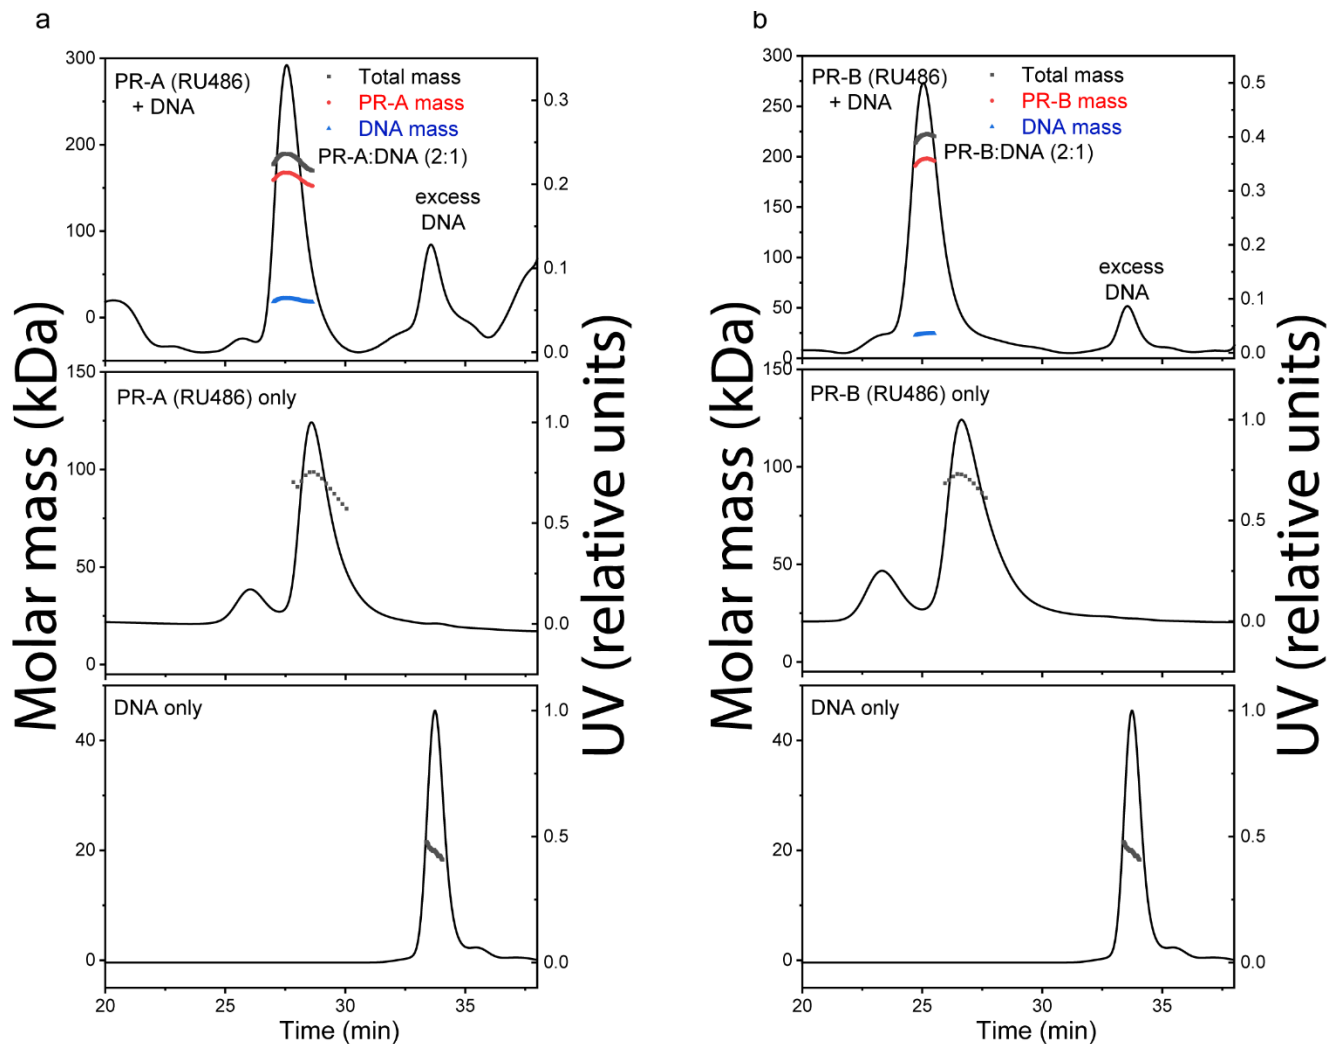 a
Molar mass (kDa)
UV (relative units)
300
200
100
0
0.3
0.2
0.1
0.0
PR-A (RU486)
+ DNA
Total mass
PR-A mass
DNA mass
PR-A:DNA (2:1)
excess
DNA
150
100
50
0
1.0
0.5
0.0
PR-A (RU486) only
40
20
0
1.0
0.5
0.0
DNA only
20
25
30
35
Time (min)
b
Molar mass (kDa)
UV (relative units)
300
250
200
150
100
50
0
0.5
0.4
0.3
0.2
0.1
0.0
PR-B (RU486)
+ DNA
Total mass
PR-B mass
DNA mass
PR-B:DNA (2:1)
excess
DNA
150
100
50
0
1.0
0.5
0.0
PR-B (RU486) only
40
20
0
1.0
0.5
0.0
DNA only
20
25
30
35
Time (min)